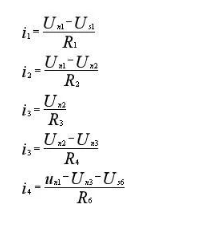 i₁ = (Uₙ₁ − Uₛ₁) / R₁
i₂ = (Uₙ₁ − Uₙ₂) / R₂
i₃ = Uₙ₂ / R₃
i₃ = (Uₙ₂ − Uₙ₃) / R₄
i₄ = (uₙ₁ − Uₙ₃ − Uₛ₆) / R₆